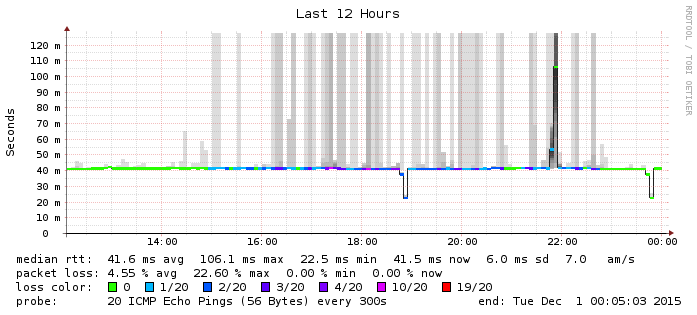 Last 12 Hours
RRDTOOL / TOBI OETIKER
Seconds
120 m
110 m
100 m
90 m
80 m
70 m
60 m
50 m
40 m
30 m
20 m
10 m
0
14:00 16:00 18:00 20:00 22:00 00:00
median rtt: 41.6 ms avg 106.1 ms max 22.5 ms min 41.5 ms now 6.0 ms sd 7.0 am/s
packet loss: 4.55 % avg 22.60 % max 0.00 % min 0.00 % now
loss color: 0 1/20 2/20 3/20 4/20 10/20 19/20
probe: 20 ICMP Echo Pings (56 Bytes) every 300s end: Tue Dec 1 00:05:03 2015